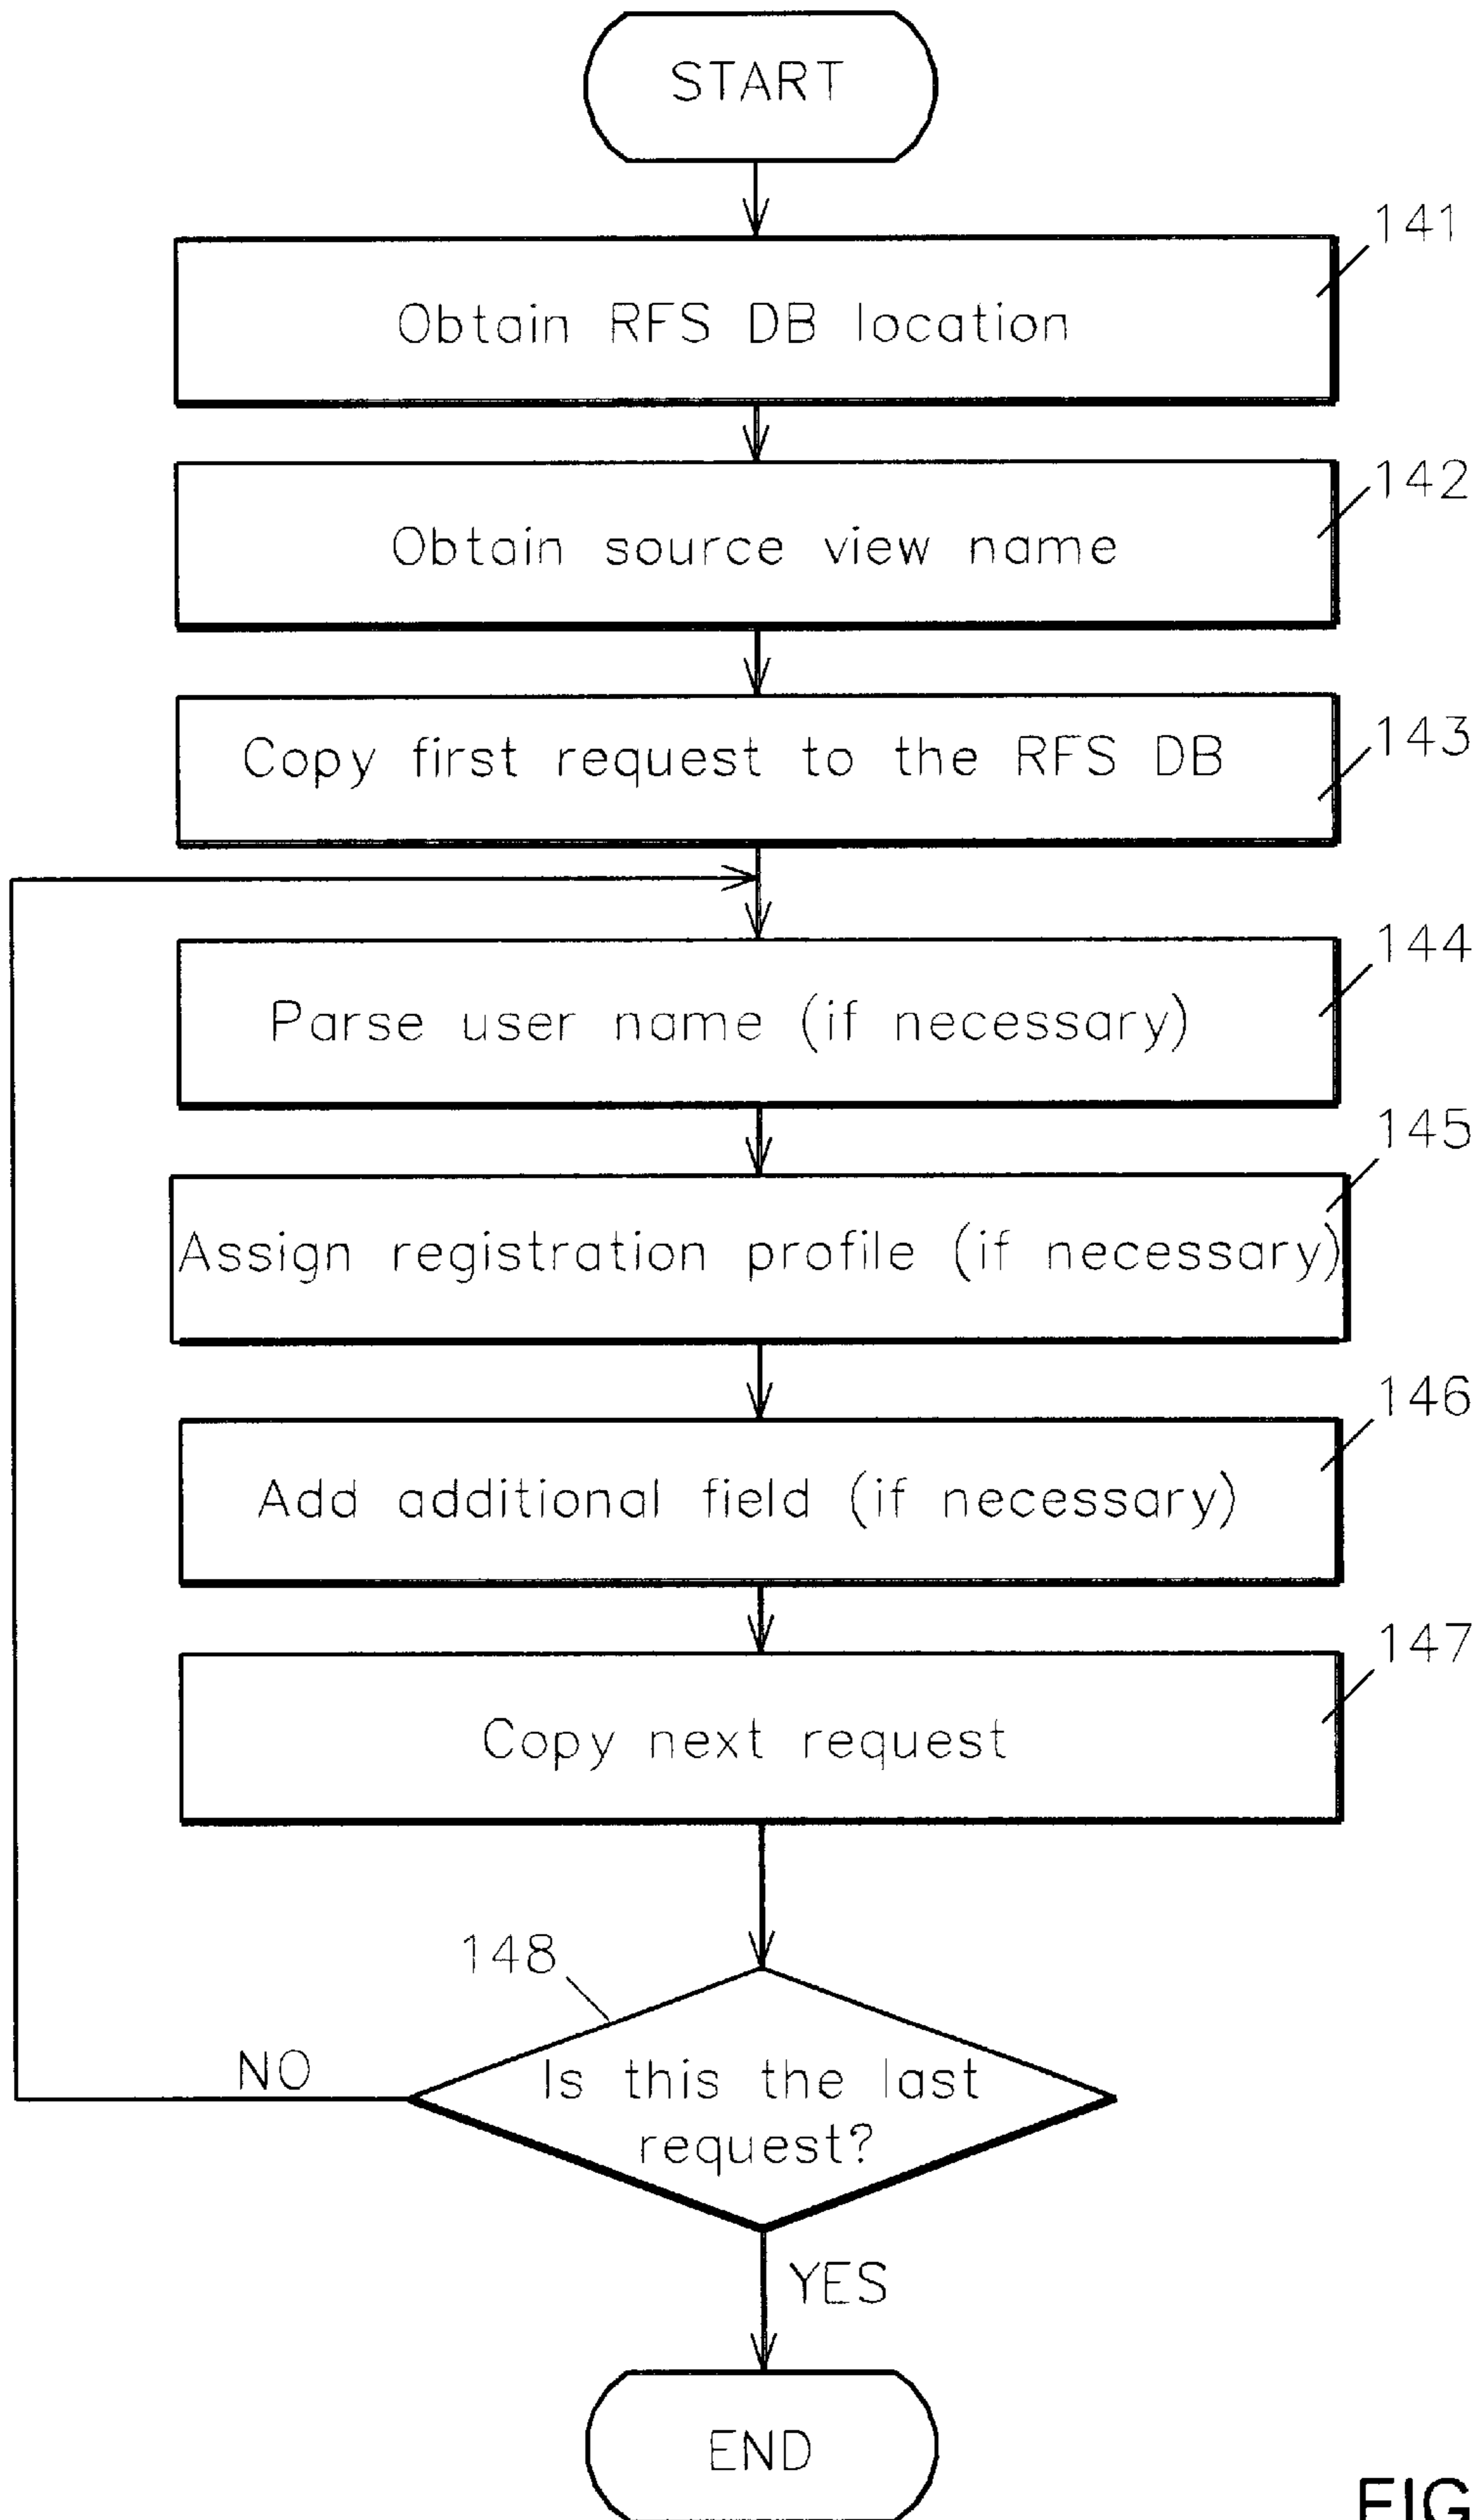 START
141
Obtain RFS DB location
142
Obtain source view name
143
Copy first request to the RFS DB
144
Parse user name (if necessary)
145
Assign registration profile (if necessary)
146
Add additional field (if necessary)
147
Copy next request
148
Is this the last
request?
NO
YES
END
FIG